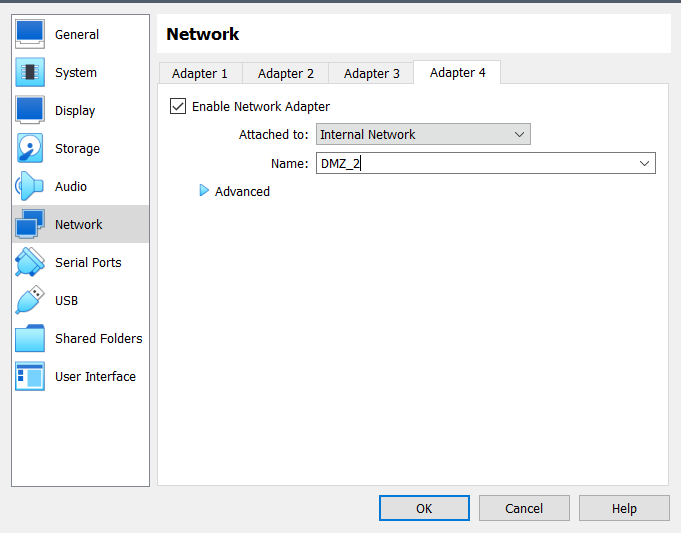 General
System
Display
Storage
Audio
Network
Serial Ports
USB
Shared Folders
User Interface
Network
Adapter 1 Adapter 2 Adapter 3 Adapter 4
Enable Network Adapter
Attached to: Internal Network
Name: DMZ_2
Advanced
OK Cancel Help